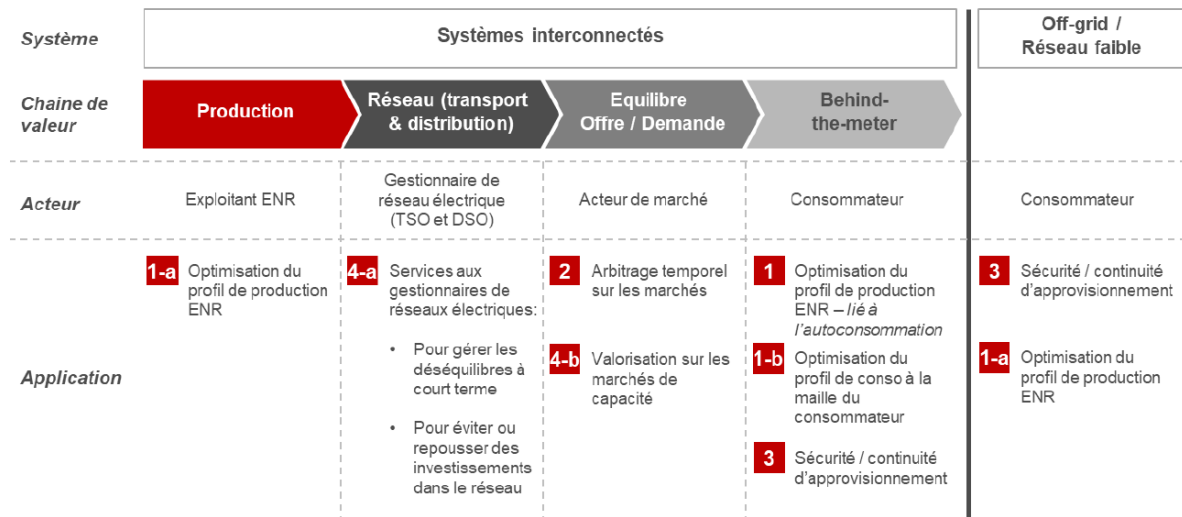 Système
Systèmes interconnectés
Off-grid /
Réseau faible
Chaine de
valeur
Production
Réseau (transport
& distribution)
Equilibre
Offre / Demande
Behind-
the-meter
Acteur
Exploitant ENR
Gestionnaire de
réseau électrique
(TSO et DSO)
Acteur de marché
Consommateur
Consommateur
Application
1-a
Optimisation du
profil de production
ENR
4-a
Services aux
gestionnaires de
réseaux électriques:
• Pour gérer les
déséquilibres à
court terme
• Pour éviter ou
repousser des
investissements
dans le réseau
2
Arbitrage temporel
sur les marchés
4-b
Valorisation sur les
marchés de
capacité
1
Optimisation du
profil de production
ENR – lié à
l'autoconsommation
1-b
Optimisation du
profil de conso à la
maille du
consommateur
3
Sécurité / continuité
d'approvisionnement
3
Sécurité / continuité
d'approvisionnement
1-a
Optimisation du
profil de production
ENR